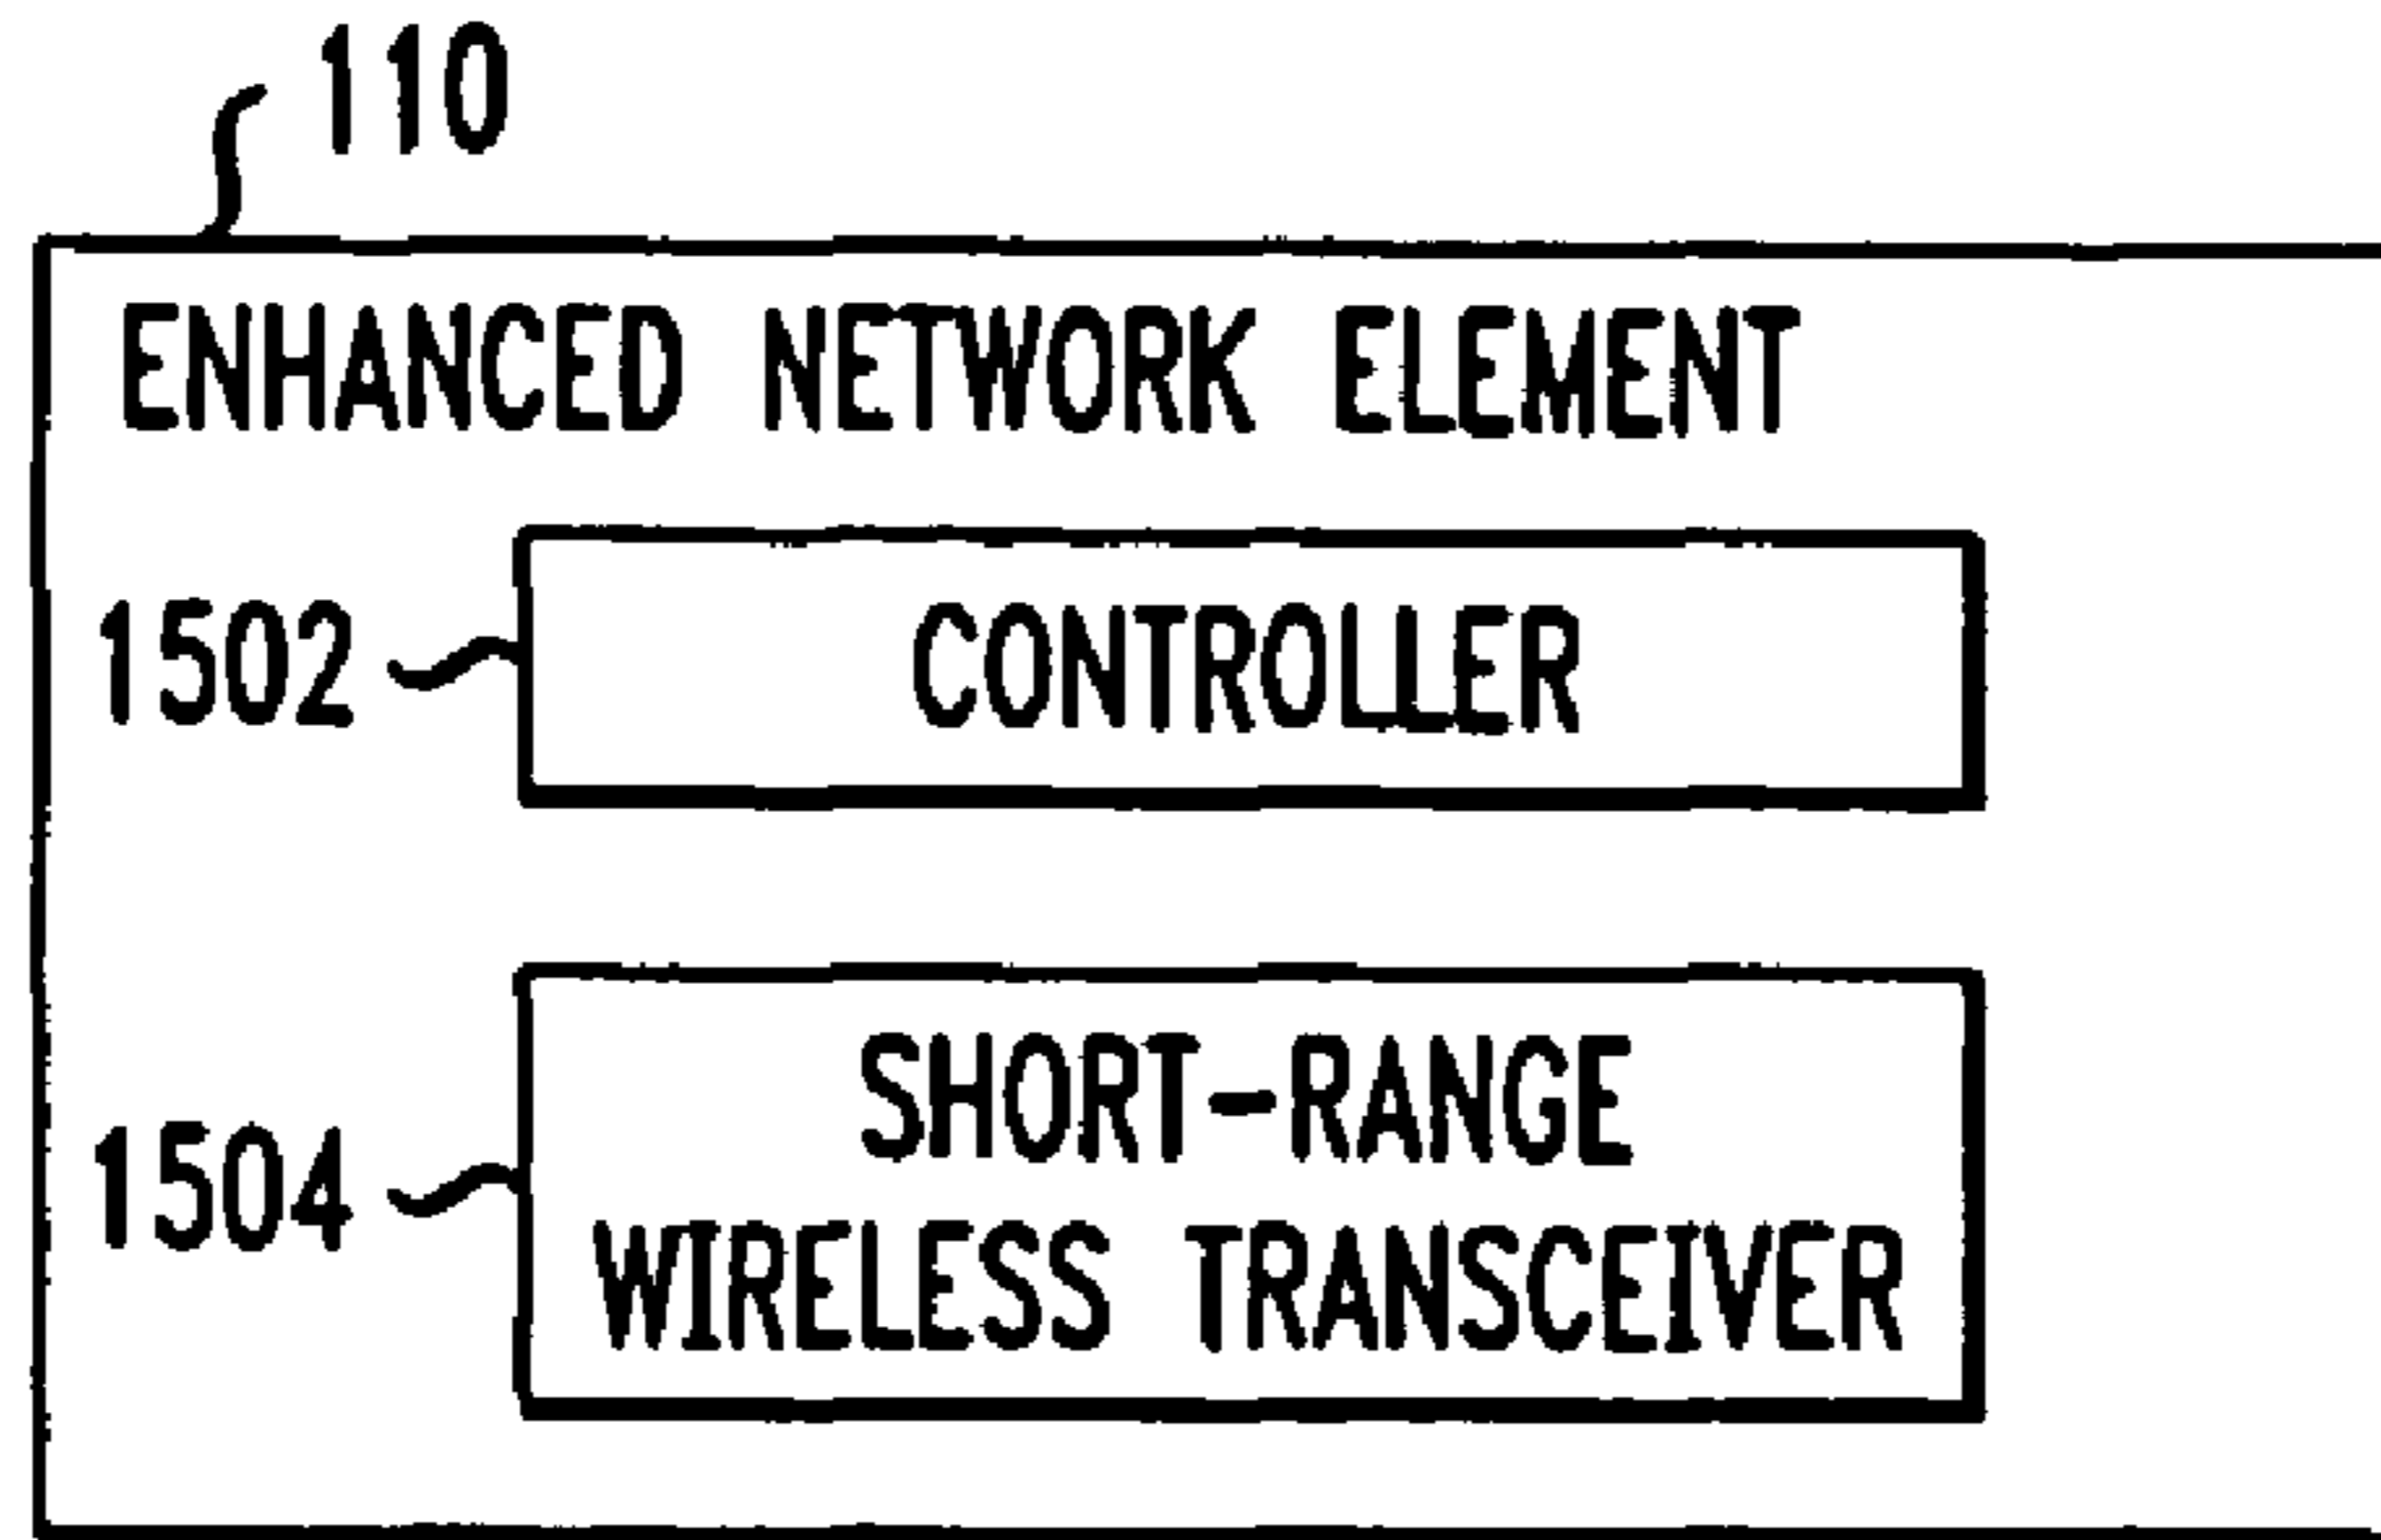 110
ENHANCED NETWORK ELEMENT
1502
CONTROLLER
1504
SHORT-RANGE
WIRELESS TRANSCEIVER